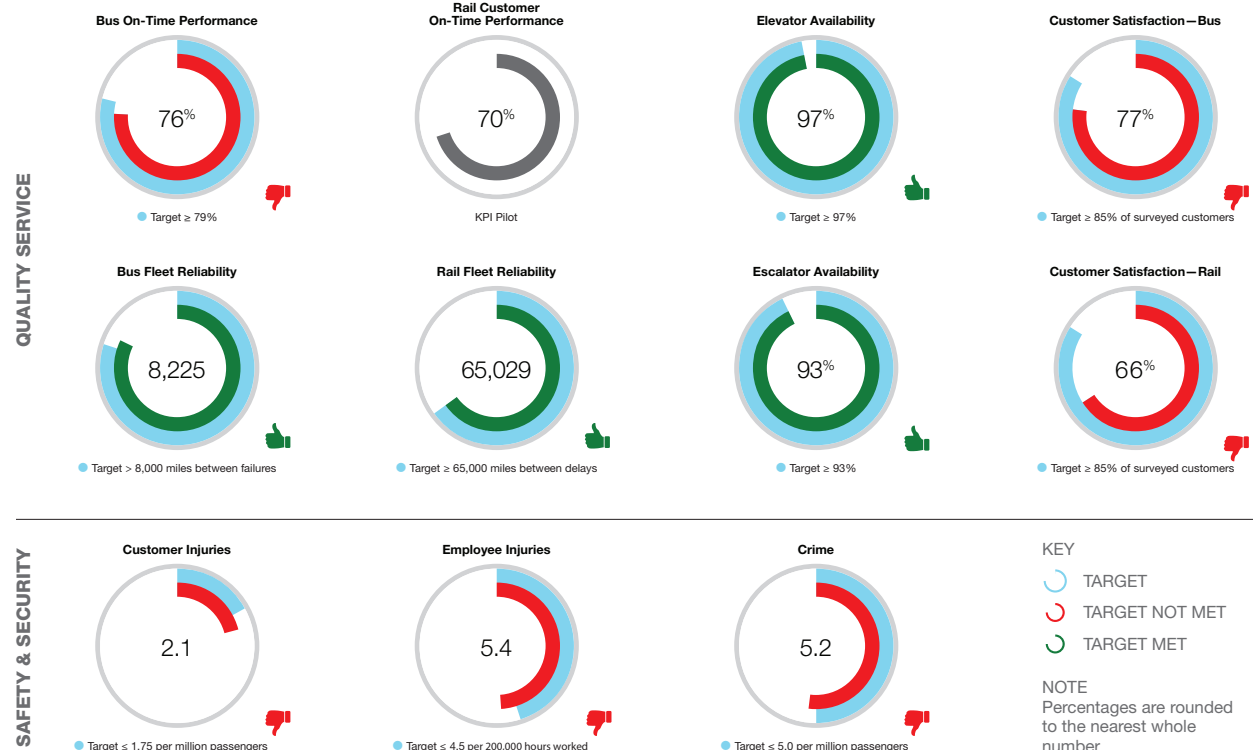 QUALITY SERVICE
Bus On-Time Performance
76%
Target ≥ 79%
Rail Customer
On-Time Performance
70%
KPI Pilot
Elevator Availability
97%
Target ≥ 97%
Customer Satisfaction—Bus
77%
Target ≥ 85% of surveyed customers
Bus Fleet Reliability
8,225
Target > 8,000 miles between failures
Rail Fleet Reliability
65,029
Target ≥ 65,000 miles between delays
Escalator Availability
93%
Target ≥ 93%
Customer Satisfaction—Rail
66%
Target ≥ 85% of surveyed customers
SAFETY & SECURITY
Customer Injuries
2.1
Target ≤ 1.75 per million passengers
Employee Injuries
5.4
Target ≤ 4.5 per 200,000 hours worked
Crime
5.2
Target ≤ 5.0 per million passengers
KEY
TARGET
TARGET NOT MET
TARGET MET
NOTE
Percentages are rounded
to the nearest whole
number